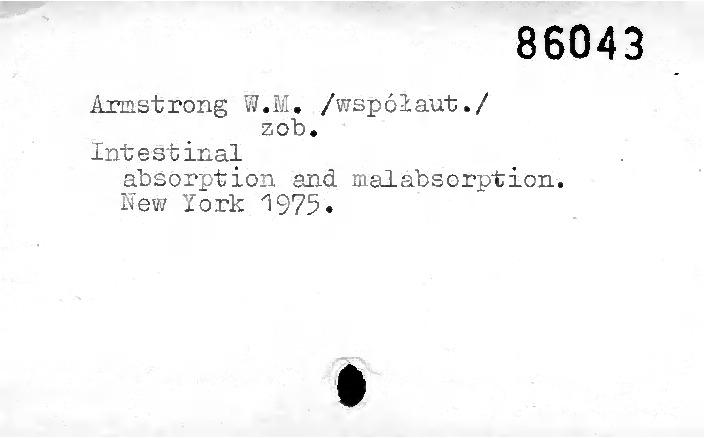 86043
Armstrong W.M. /współaut./
zob.
Intestinal
absorption and malabsorption.
New York 1975.